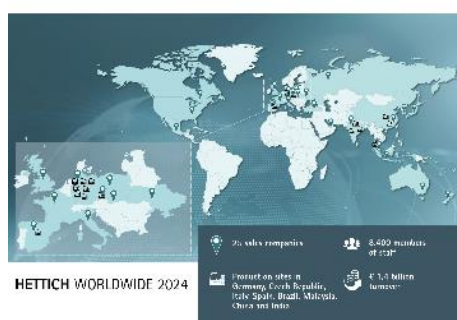 25 sales companies
8.400 members
of staff
Production sites in
Germany, Czech Republic,
Italy, Spain, Brazil, Malaysia,
China and India
€ 1,4 billion
turnover
HETTICH WORLDWIDE 2024